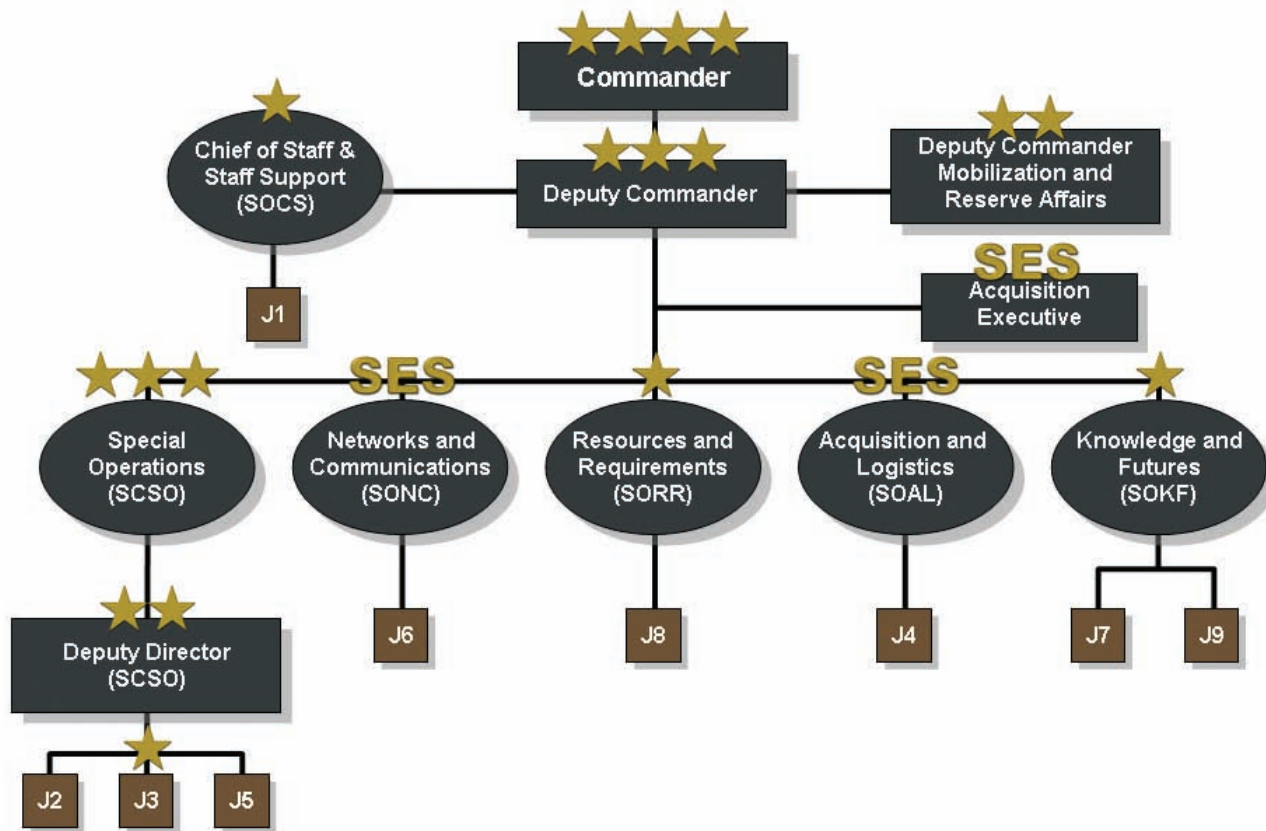 Commander
Chief of Staff &
Staff Support
(SOCS)
Deputy Commander
Deputy Commander
Mobilization and
Reserve Affairs
SES
Acquisition
Executive
J1
SES
SES
Special
Operations
(SCSO)
Networks and
Communications
(SONC)
Resources and
Requirements
(SORR)
Acquisition and
Logistics
(SOAL)
Knowledge and
Futures
(SOKF)
J6
J8
J4
J7
J9
Deputy Director
(SCSO)
J2
J3
J5